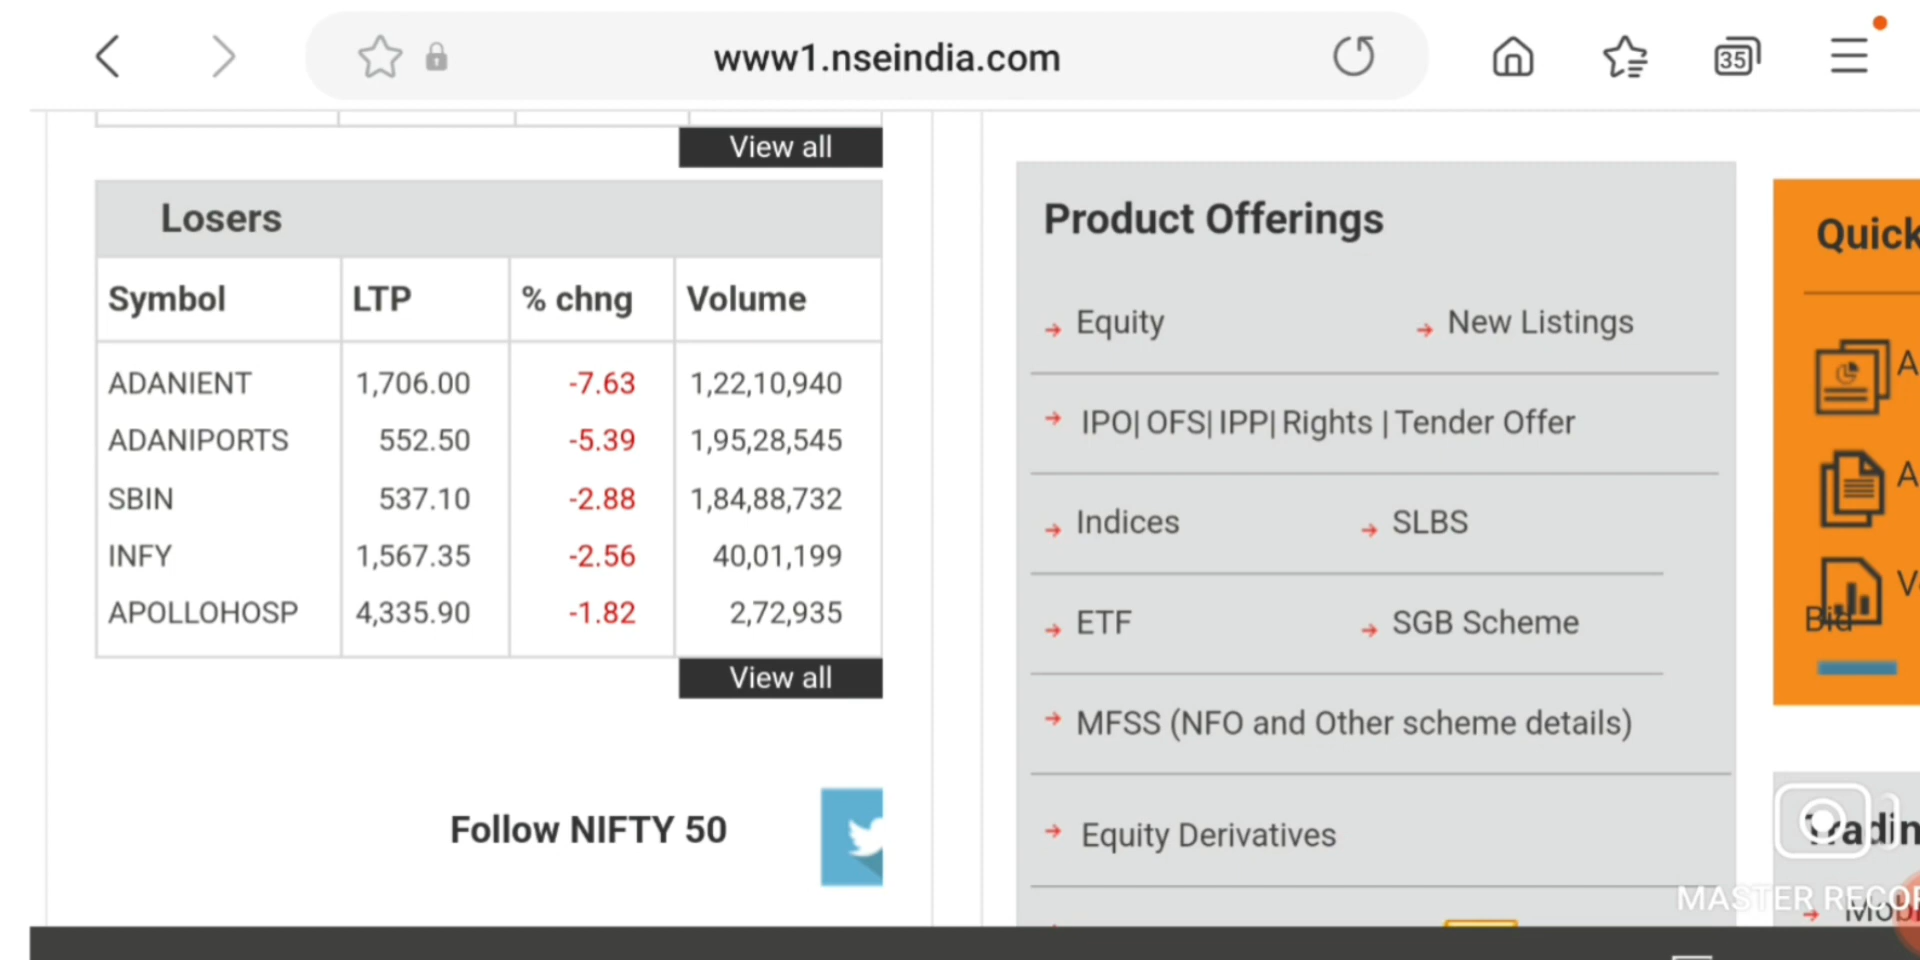 www1.nseindia.com
35
View all
Losers
Symbol LTP % chng Volume
ADANIENT 1,706.00 -7.63 1,22,10,940
ADANIPORTS 552.50 -5.39 1,95,28,545
SBIN 537.10 -2.88 1,84,88,732
INFY 1,567.35 -2.56 40,01,199
APOLLOHOSP 4,335.90 -1.82 2,72,935
View all
Follow NIFTY 50
Product Offerings
Equity New Listings
IPO| OFS| IPP| Rights | Tender Offer
Indices SLBS
ETF SGB Scheme
MFSS (NFO and Other scheme details)
Equity Derivatives
Quick
A
A
V
Bid
MASTER